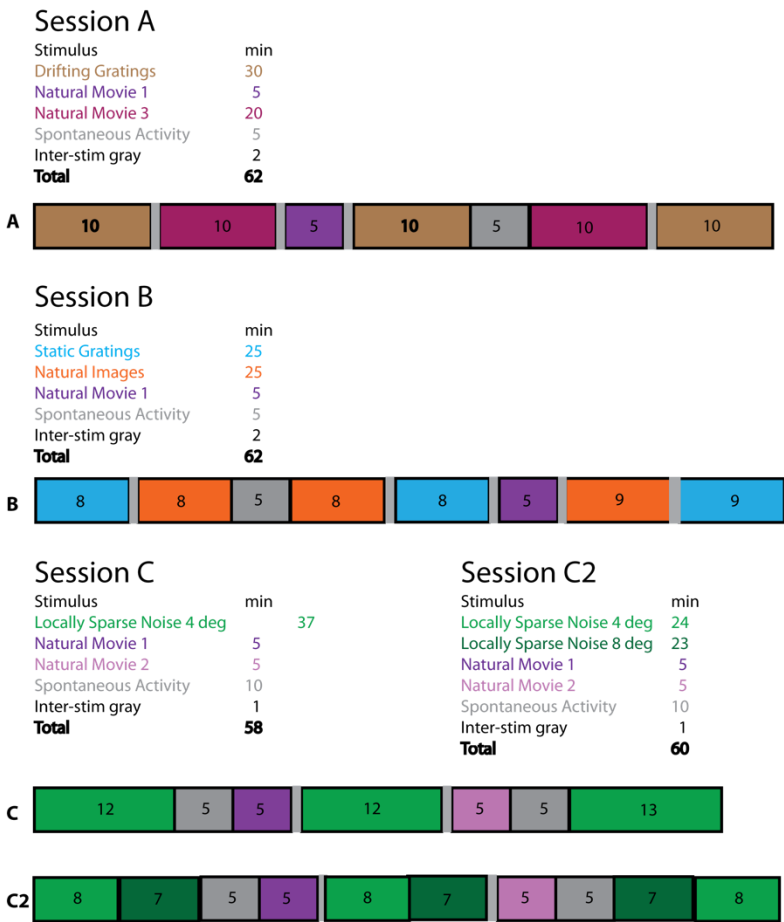 Session A
Stimulus min
Drifting Gratings 30
Natural Movie 1 5
Natural Movie 3 20
Spontaneous Activity 5
Inter-stim gray 2
Total 62
A 10 10 5 10 5 10 10
Session B
Stimulus min
Static Gratings 25
Natural Images 25
Natural Movie 1 5
Spontaneous Activity 5
Inter-stim gray 2
Total 62
B 8 8 5 8 8 5 9 9
Session C
Stimulus min
Locally Sparse Noise 4 deg 37
Natural Movie 1 5
Natural Movie 2 5
Spontaneous Activity 10
Inter-stim gray 1
Total 58
Session C2
Stimulus min
Locally Sparse Noise 4 deg 24
Locally Sparse Noise 8 deg 23
Natural Movie 1 5
Natural Movie 2 5
Spontaneous Activity 10
Inter-stim gray 1
Total 60
C 12 5 5 12 5 5 13
C2 8 7 5 5 8 7 5 5 7 8